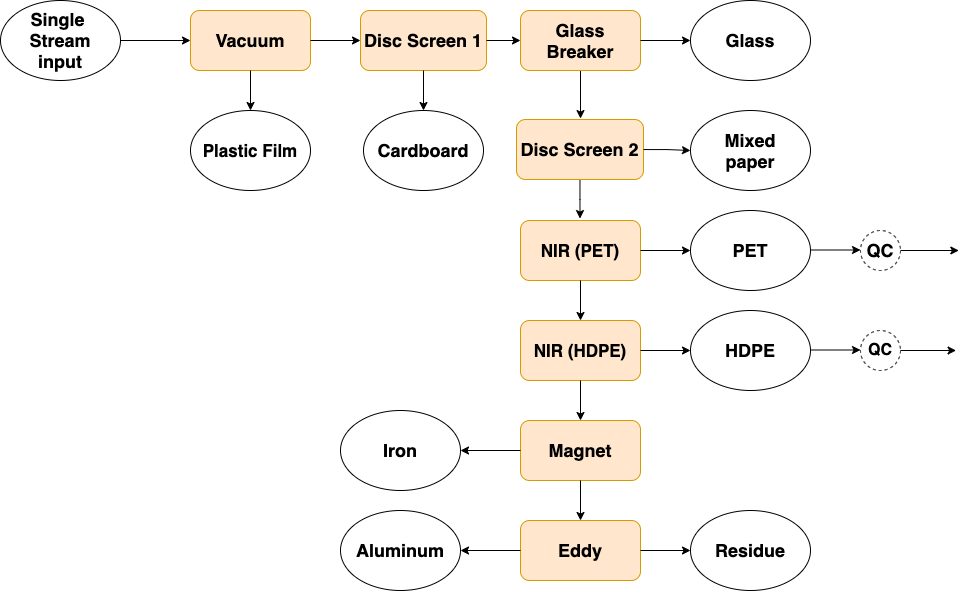 Single
Stream
input
Vacuum
Disc Screen 1
Glass
Breaker
Glass
Plastic Film
Cardboard
Disc Screen 2
Mixed
paper
NIR (PET)
PET
QC
NIR (HDPE)
HDPE
QC
Iron
Magnet
Aluminum
Eddy
Residue